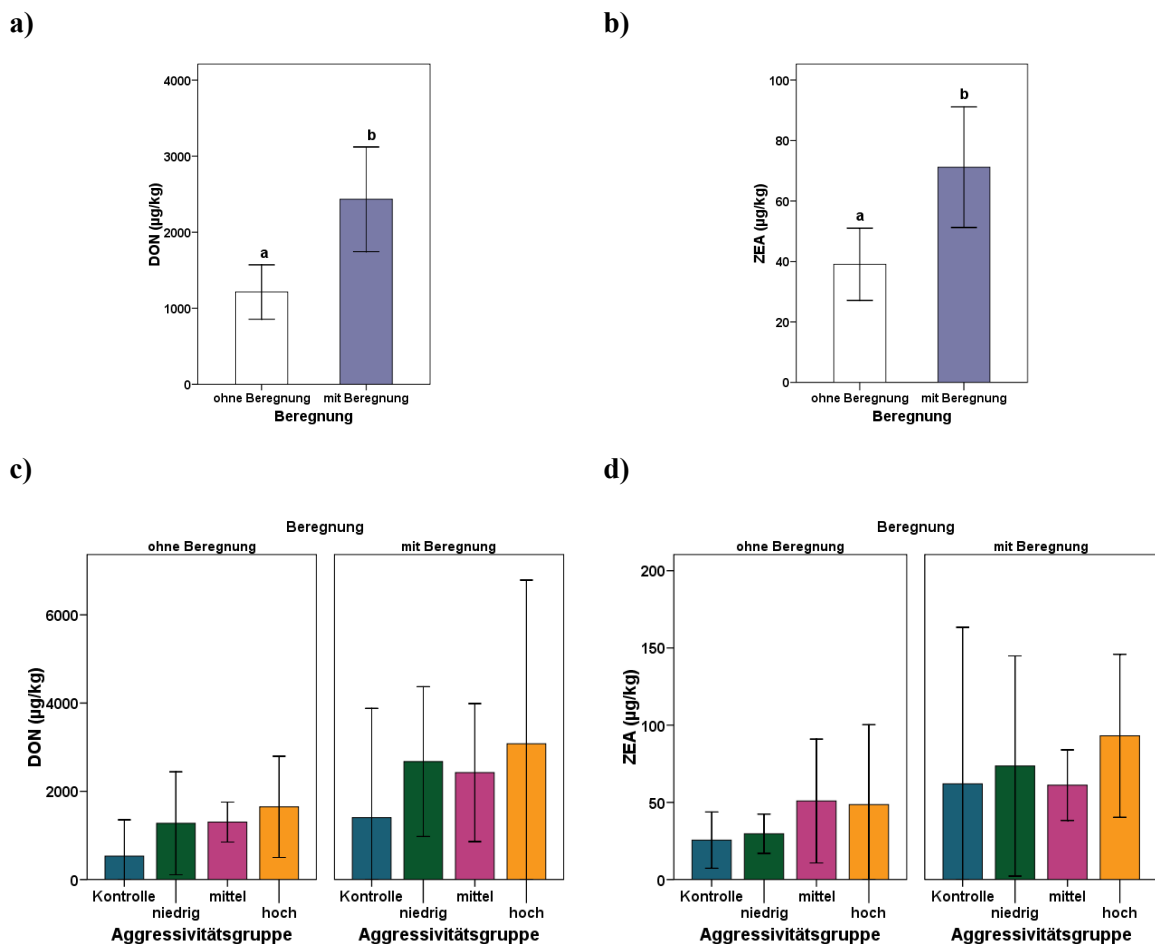 a)
b)
4000
3000
2000
1000
0
DON (µg/kg)
a
b
ohne Beregnung
mit Beregnung
Beregnung
100
80
60
40
20
0
ZEA (µg/kg)
a
b
ohne Beregnung
mit Beregnung
Beregnung
c)
d)
Beregnung
ohne Beregnung
mit Beregnung
6000
4000
2000
0
DON (µg/kg)
Kontrolle
niedrig
mittel
hoch
Kontrolle
niedrig
mittel
hoch
Aggressivitätsgruppe
Aggressivitätsgruppe
Beregnung
ohne Beregnung
mit Beregnung
200
150
100
50
0
ZEA (µg/kg)
Kontrolle
niedrig
mittel
hoch
Kontrolle
niedrig
mittel
hoch
Aggressivitätsgruppe
Aggressivitätsgruppe